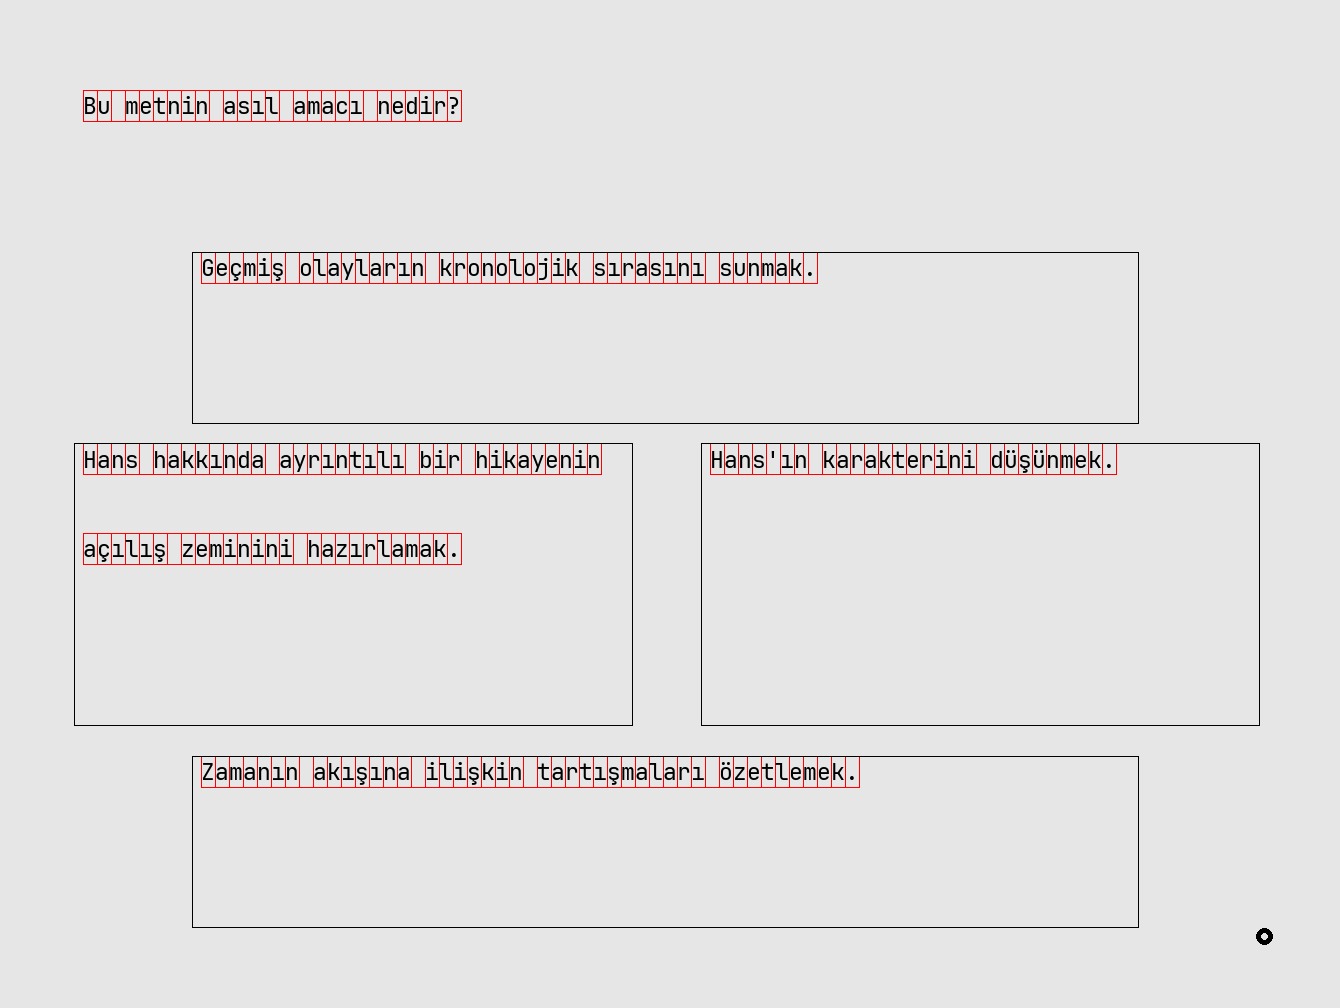 Bu metnin asıl amacı nedir?
Geçmiş olayların kronolojik sırasını sunmak.
Hans hakkında ayrıntılı bir hikayenin
açılış zeminini hazırlamak.
Hans'ın karakterini düşünmek.
Zamanın akışına ilişkin tartışmaları özetlemek.